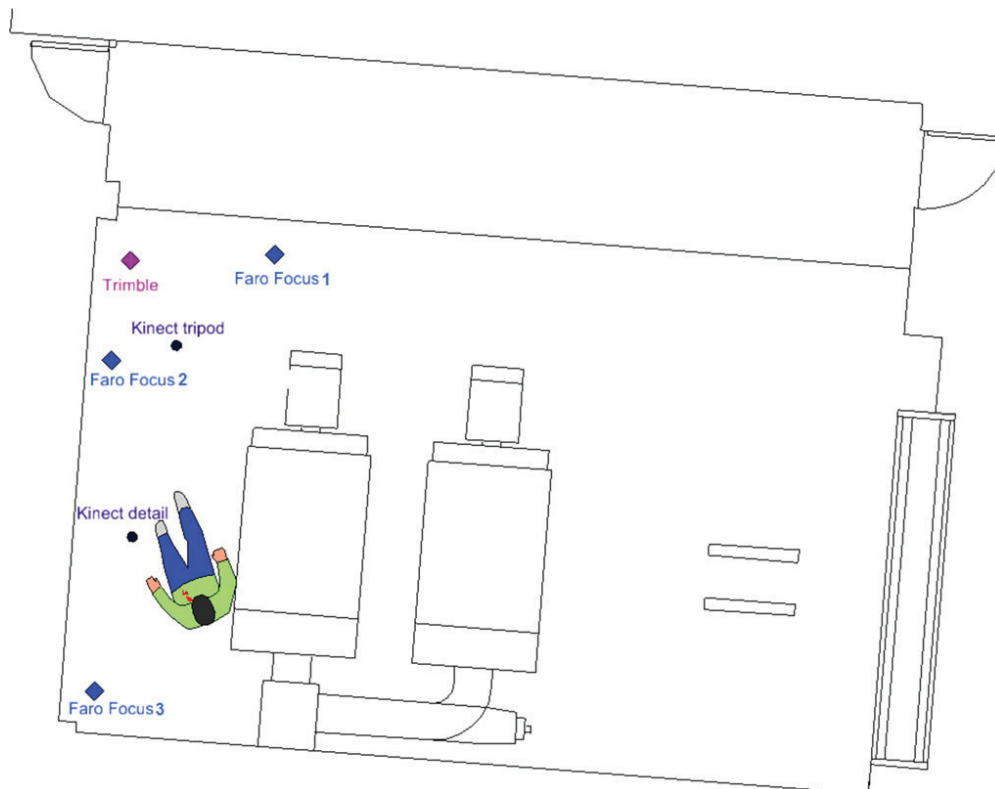 Trimble
Faro Focus 1
Kinect tripod
Faro Focus 2
Kinect detail
Faro Focus 3